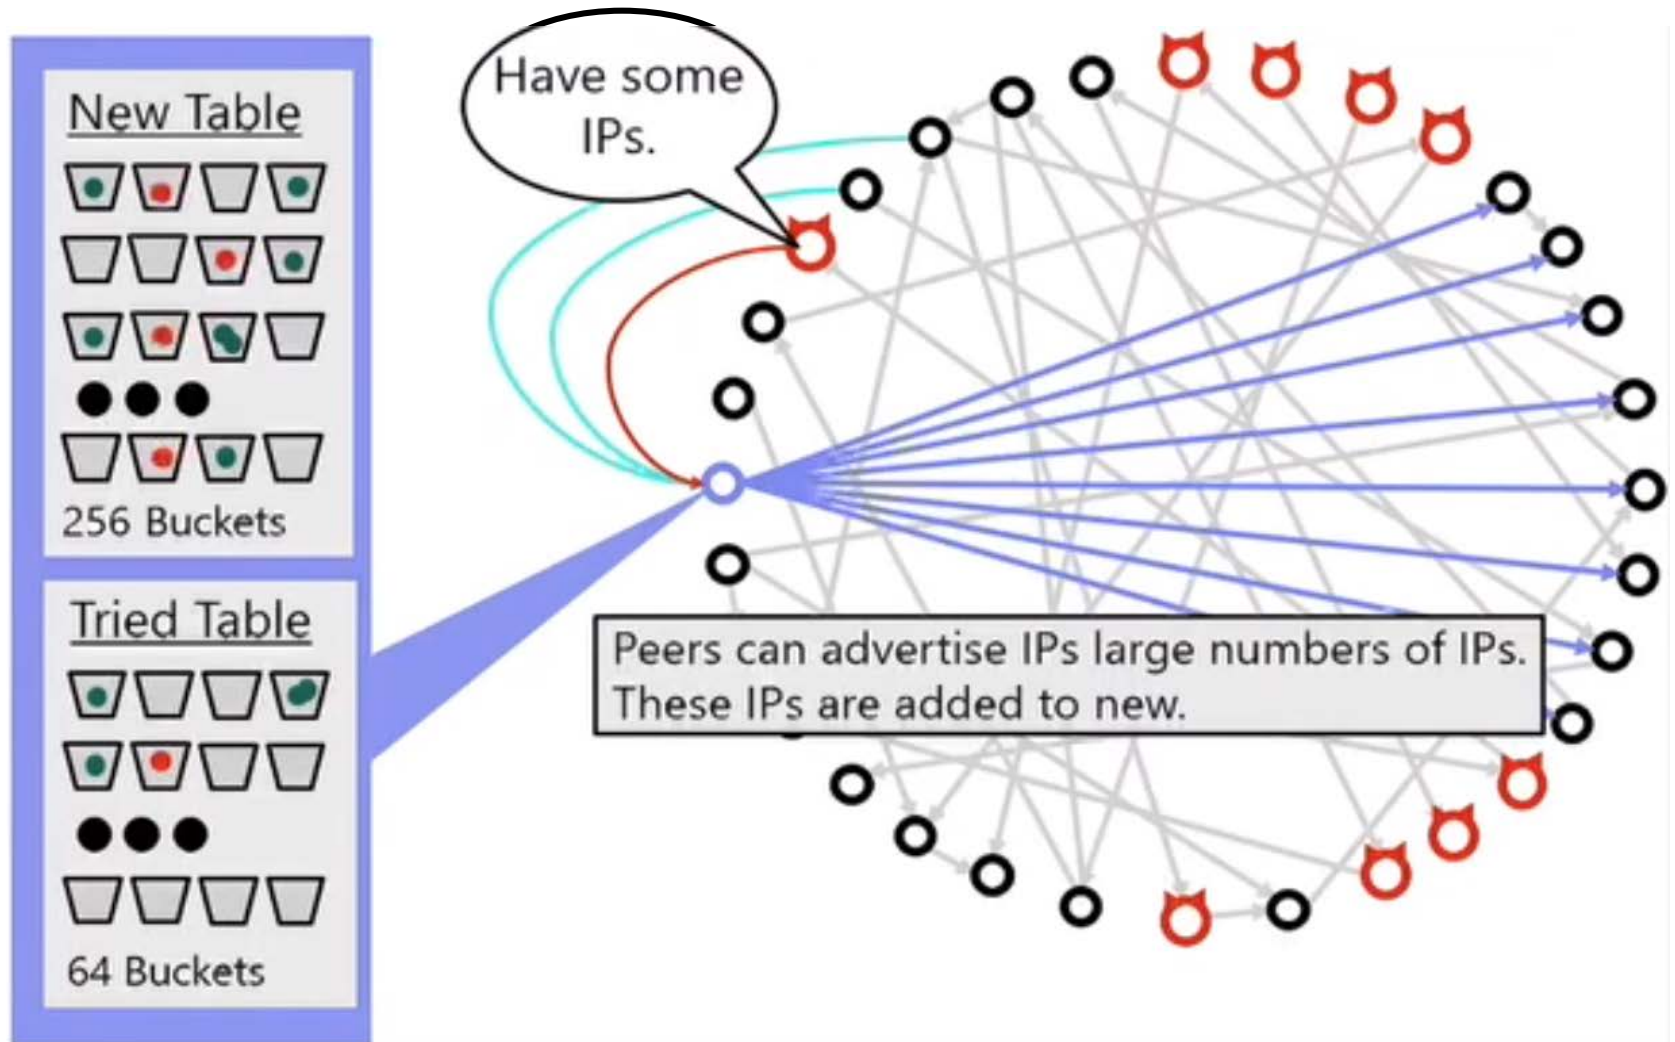 New Table
256 Buckets
Tried Table
64 Buckets
Have some
IPs.
Peers can advertise IPs large numbers of IPs.
These IPs are added to new.